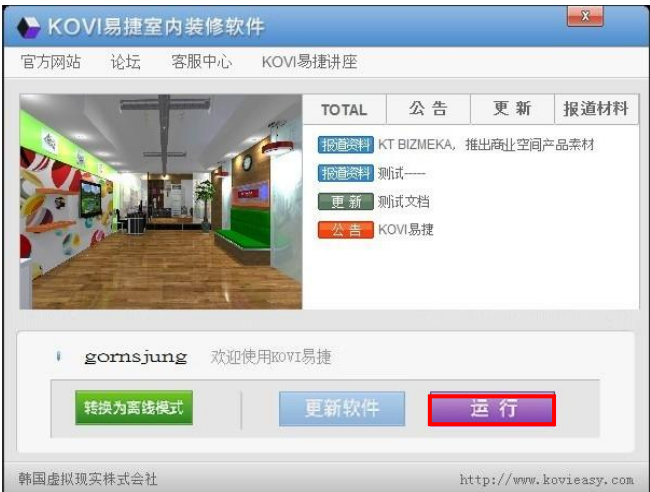 KOVI易捷室内装修软件
x
官方网站 论坛 客服中心 KOVI易捷讲座
TOTAL 公告 更新 报道材料
报道资料 KT BIZMEKA, 推出商业空间产品素材
报道资料 测试-----
更新 测试文档
公告 KOVI易捷
gornsjung 欢迎使用KOVI易捷
转换为离线模式 更新软件 运行
韩国虚拟现实株式会社 http://www.kovieasy.com